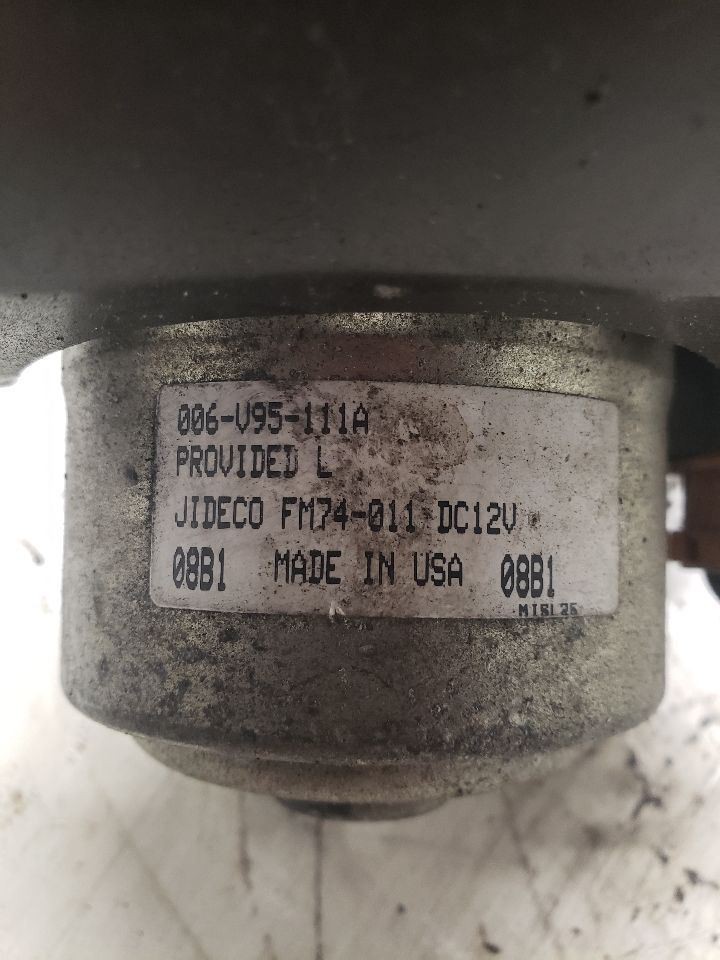 006-V95-111A
PROVIDED L
JIDECO FM74-011 DC12V
08B1 MADE IN USA 08B1